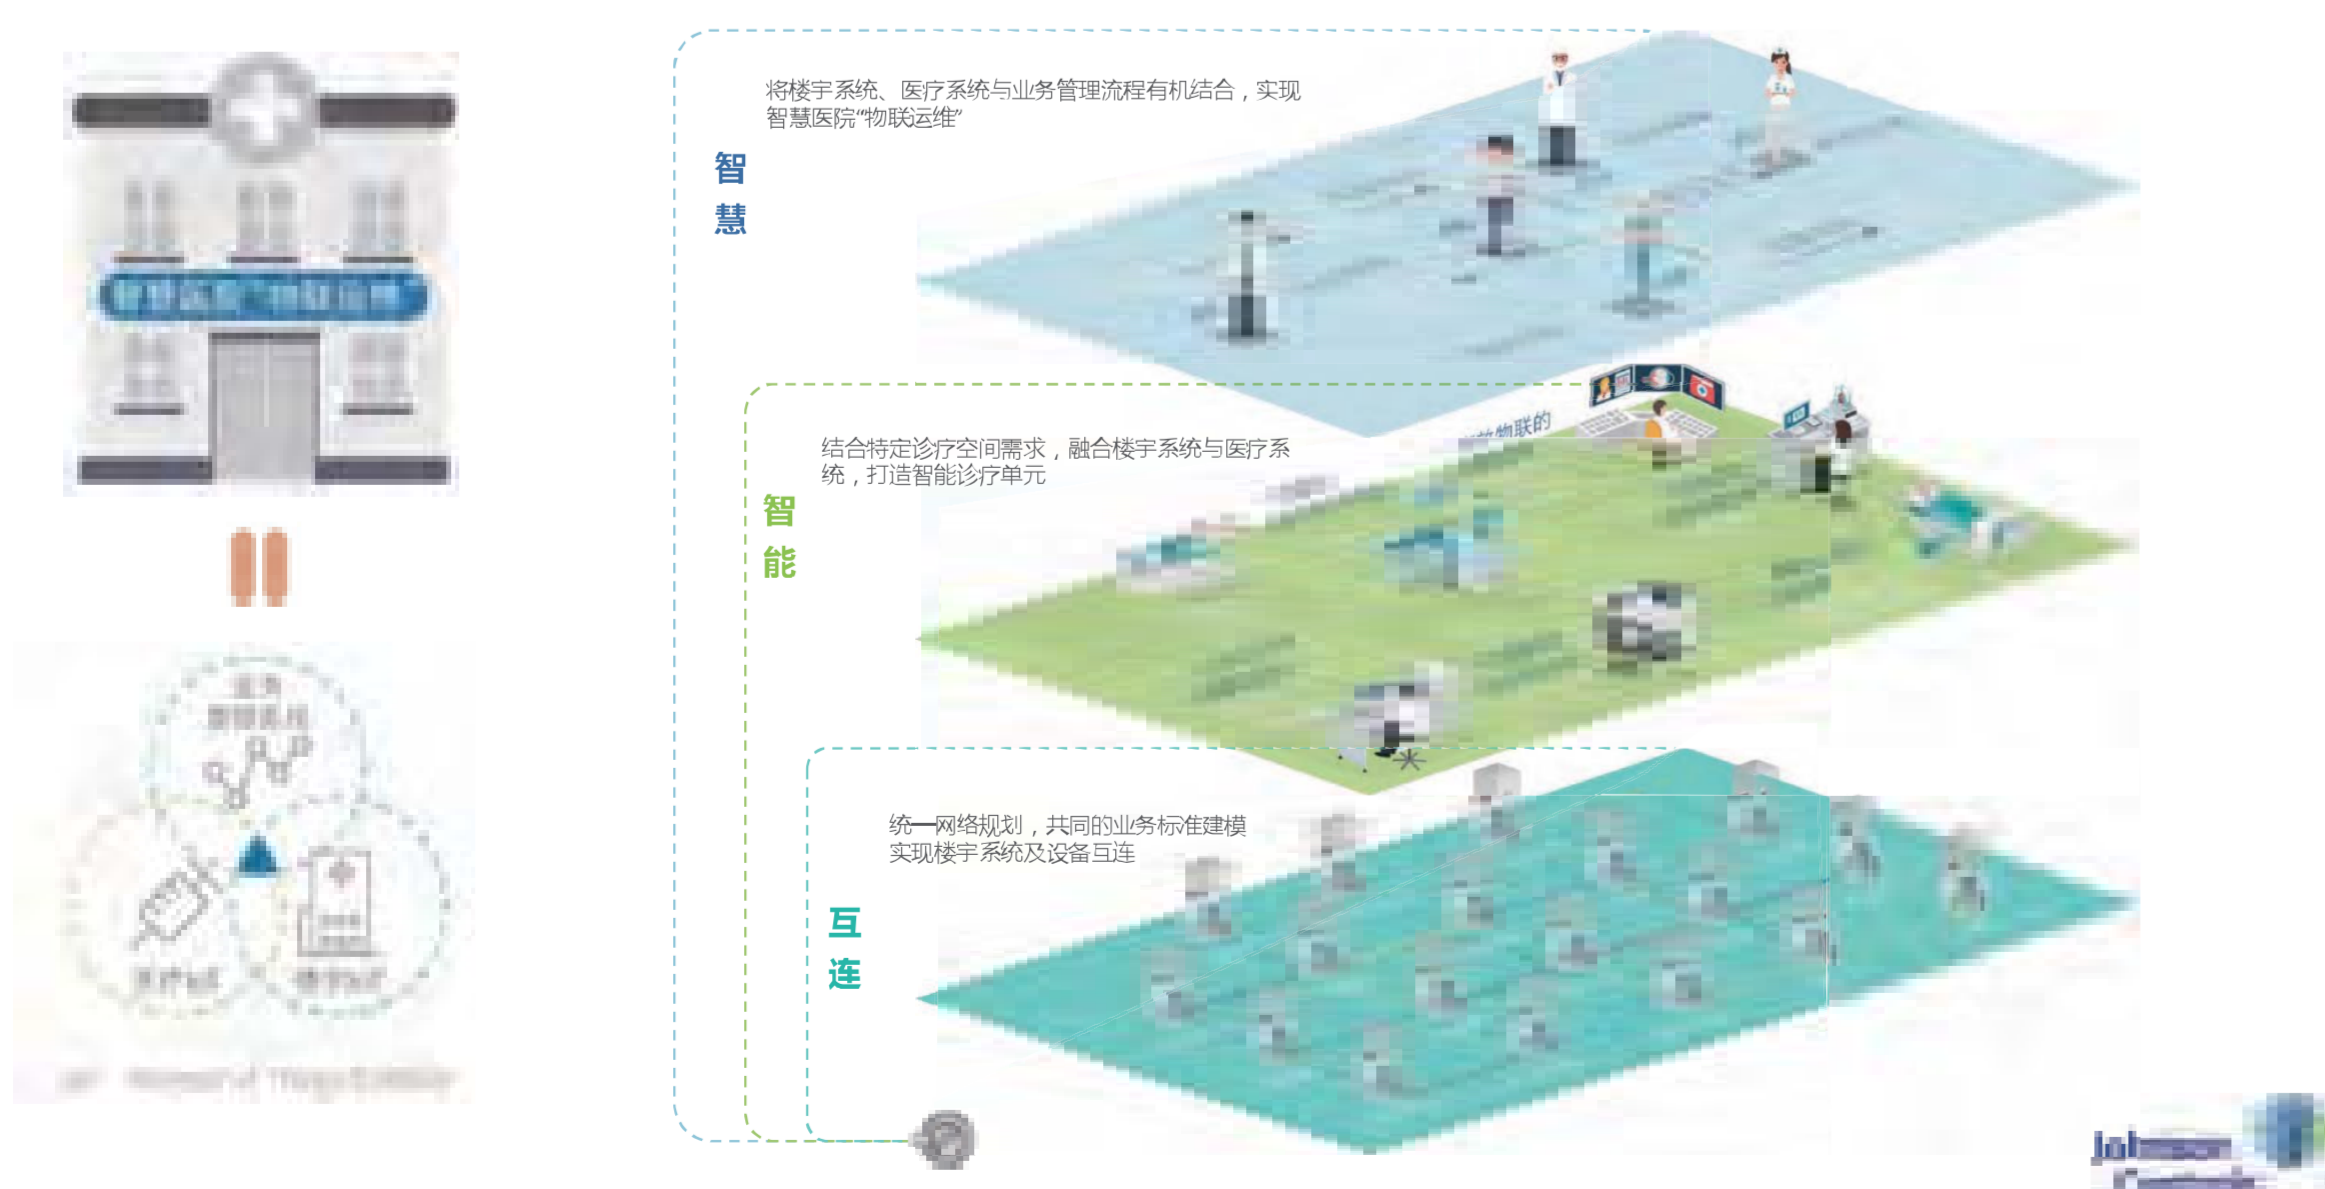 将楼宇系统、医疗系统与业务管理流程有机结合，实现
智慧医院“物联运维”
智
慧
物联的
结合特定诊疗空间需求，融合楼宇系统与医疗系
统，打造智能诊疗单元
智
能
统一网络规划，共同的业务标准建模
实现楼宇系统及设备互连
互
连